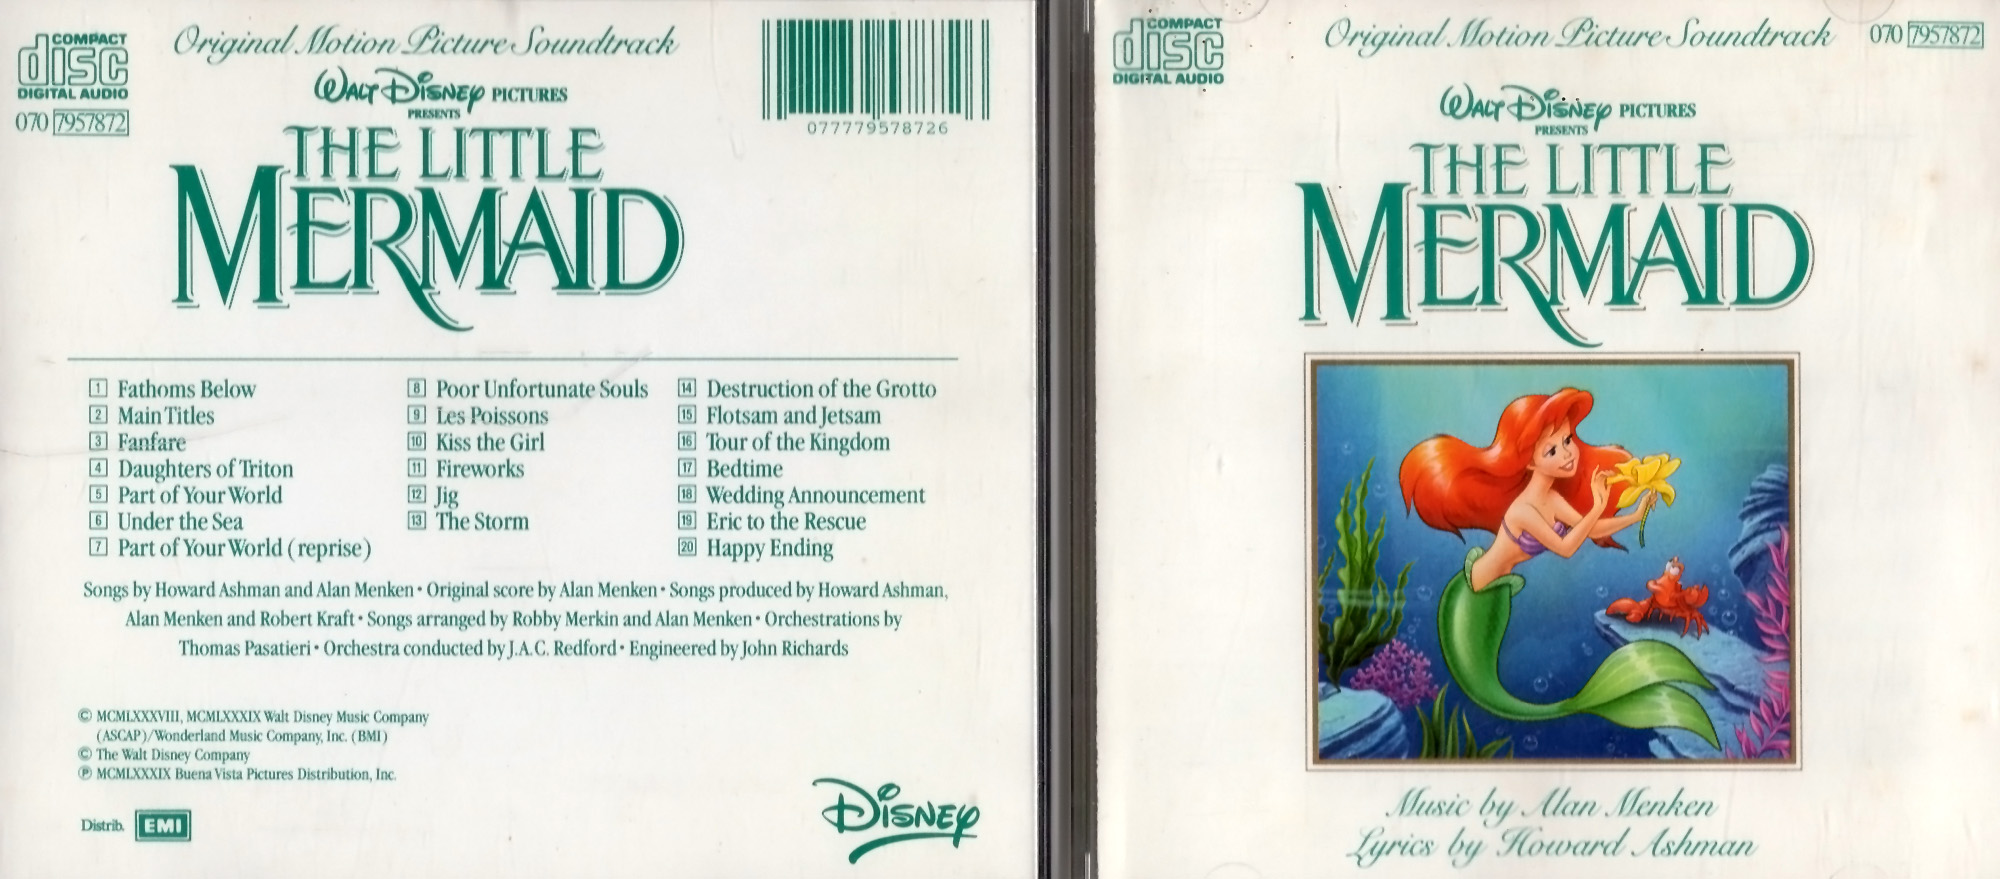 COMPACT
disc
DIGITAL AUDIO
070 7957872
Original Motion Picture Soundtrack
WALT DISNEY PICTURES
PRESENTS
THE LITTLE
MERMAID
077779578726
1 Fathoms Below
2 Main Titles
3 Fanfare
4 Daughters of Triton
5 Part of Your World
6 Under the Sea
7 Part of Your World (reprise)
8 Poor Unfortunate Souls
9 Les Poissons
10 Kiss the Girl
11 Fireworks
12 Jig
13 The Storm
14 Destruction of the Grotto
15 Flotsam and Jetsam
16 Tour of the Kingdom
17 Bedtime
18 Wedding Announcement
19 Eric to the Rescue
20 Happy Ending
Songs by Howard Ashman and Alan Menken • Original score by Alan Menken • Songs produced by Howard Ashman,
Alan Menken and Robert Kraft • Songs arranged by Robby Merkin and Alan Menken • Orchestrations by
Thomas Pasatieri • Orchestra conducted by J.A.C. Redford • Engineered by John Richards
© MCMLXXXVIII, MCMLXXXIX Walt Disney Music Company
(ASCAP)/Wonderland Music Company, Inc. (BMI)
© The Walt Disney Company
℗ MCMLXXXIX Buena Vista Pictures Distribution, Inc.
Distrib. EMI
DISNEY
COMPACT
disc
DIGITAL AUDIO
Original Motion Picture Soundtrack
070 7957872
WALT DISNEY PICTURES
PRESENTS
THE LITTLE
MERMAID
Music by Alan Menken
Lyrics by Howard Ashman